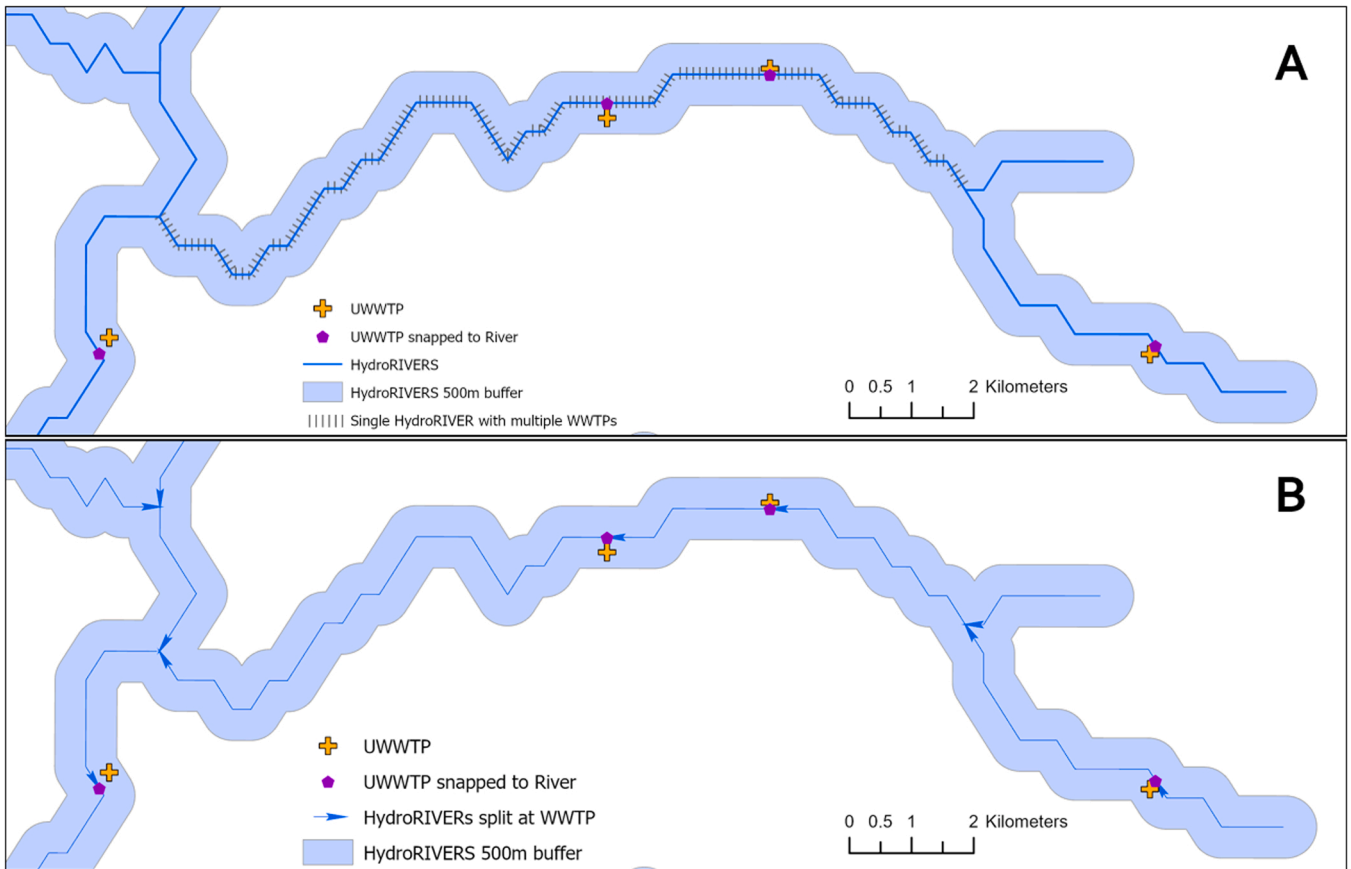 A
UWWTP
UWWTP snapped to River
HydroRIVERS
HydroRIVERS 500m buffer
Single HydroRIVER with multiple WWTPs
0 0.5 1 2 Kilometers
B
UWWTP
UWWTP snapped to River
HydroRIVERs split at WWTP
HydroRIVERS 500m buffer
0 0.5 1 2 Kilometers